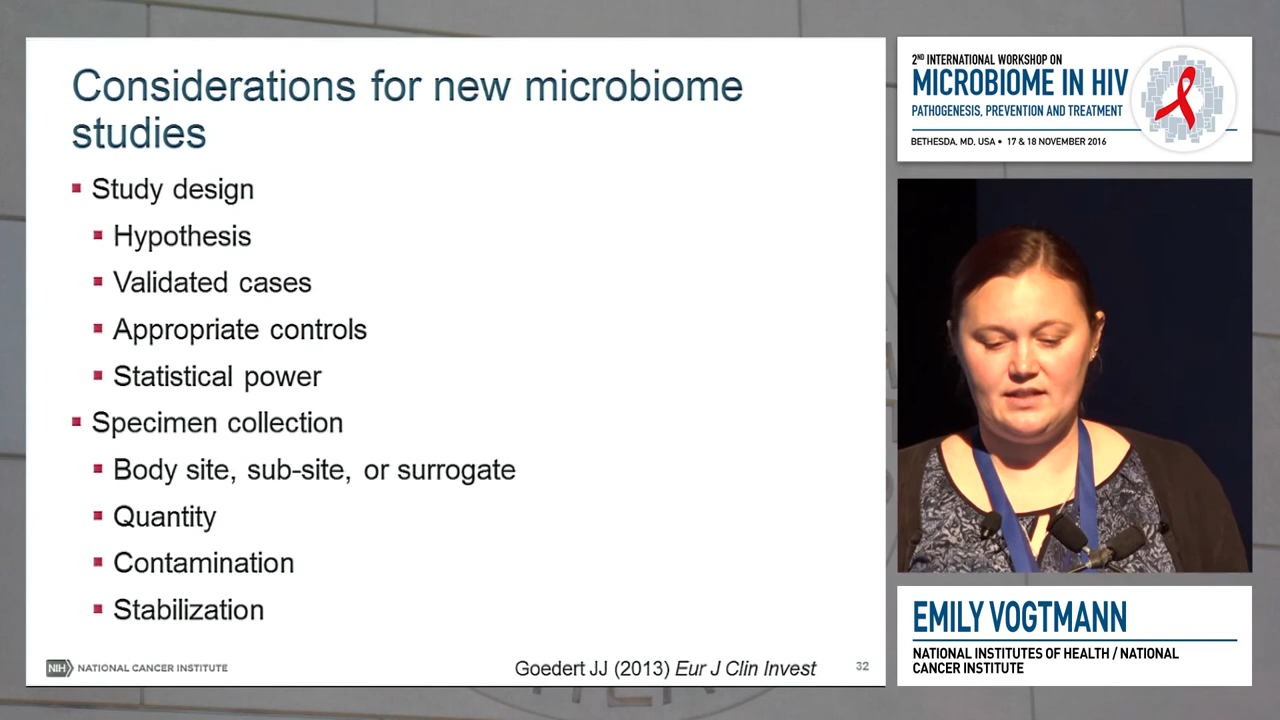 Considerations for new microbiome
studies
Study design
Hypothesis
Validated cases
Appropriate controls
Statistical power
Specimen collection
Body site, sub-site, or surrogate
Quantity
Contamination
Stabilization
NIH NATIONAL CANCER INSTITUTE
Goedert JJ (2013) Eur J Clin Invest
32
2ND INTERNATIONAL WORKSHOP ON
MICROBIOME IN HIV
PATHOGENESIS, PREVENTION AND TREATMENT
BETHESDA, MD, USA • 17 & 18 NOVEMBER 2016
EMILY VOGTMANN
NATIONAL INSTITUTES OF HEALTH / NATIONAL
CANCER INSTITUTE